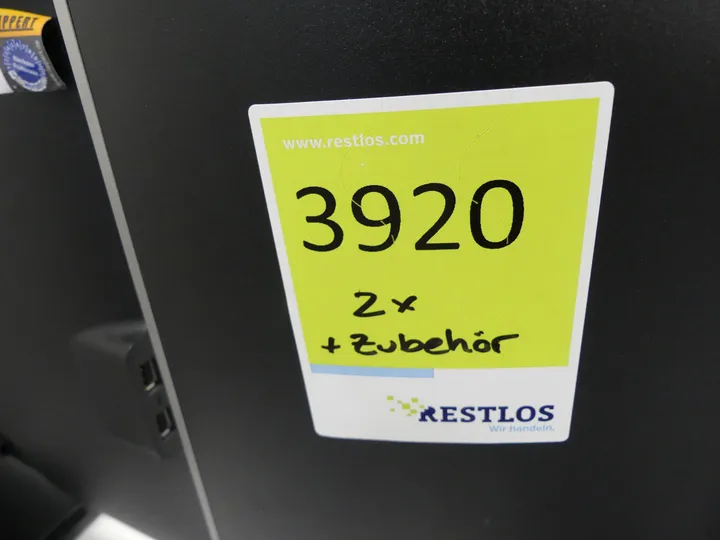 www.restlos.com
3920
2x
+ Zubehör
RESTLOS
Wir handeln.